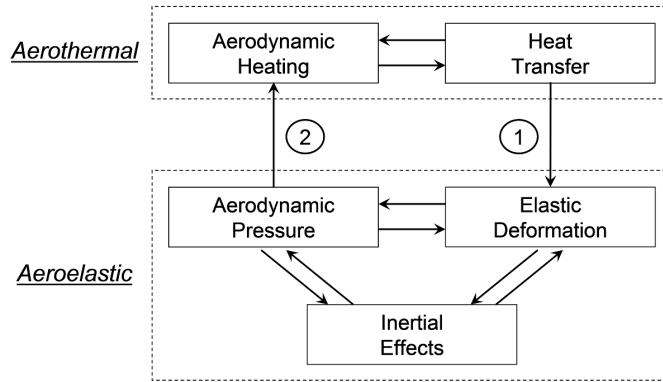 Aerothermal
Aerodynamic
Heating
Heat
Transfer
2
1
Aeroelastic
Aerodynamic
Pressure
Elastic
Deformation
Inertial
Effects